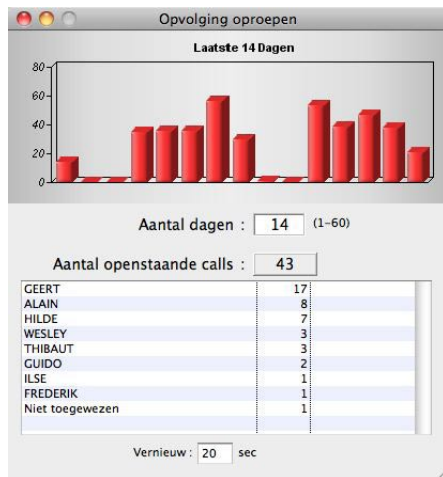 Opvolging oproepen
Laatste 14 Dagen
80
60
40
20
0
Aantal dagen : 14 (1-60)
Aantal openstaande calls : 43
GEERT 17
ALAIN 8
HILDE 7
WESLEY 3
THIBAUT 3
GUIDO 2
ILSE 1
FREDERIK 1
Niet toegewezen 1
Vernieuw : 20 sec